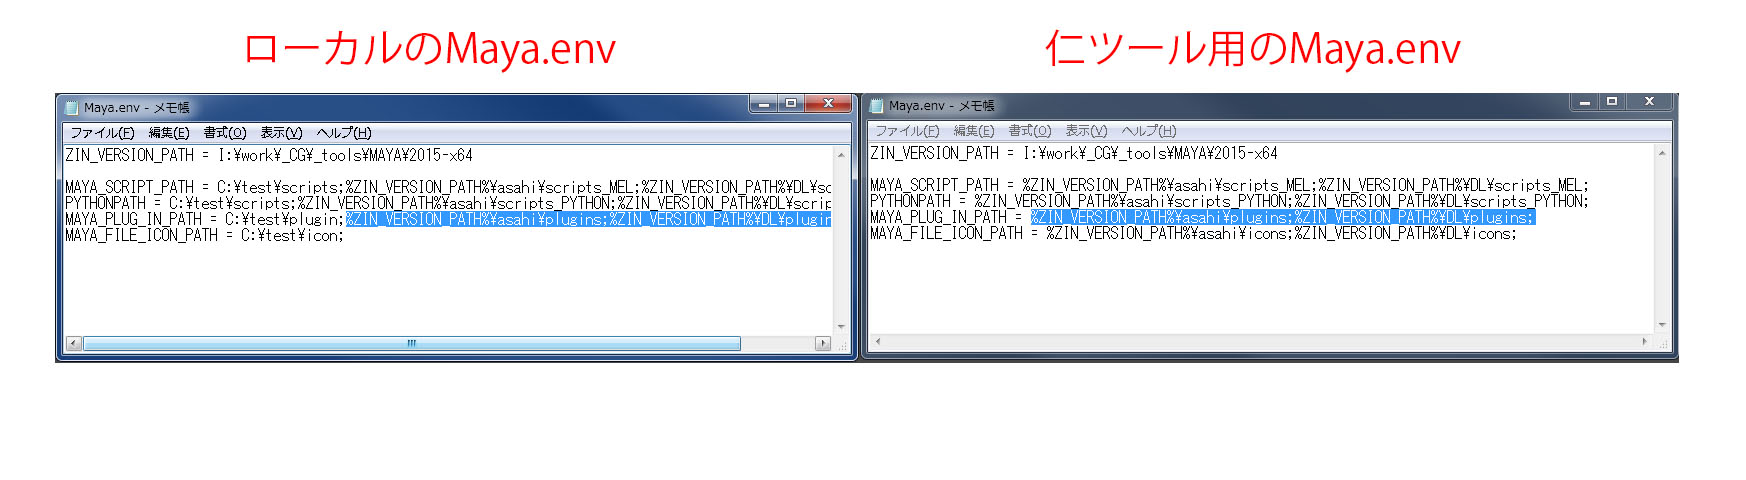 ローカルのMaya.env
仁ツール用のMaya.env
Maya.env - メモ帳
ファイル(F) 編集(E) 書式(O) 表示(V) ヘルプ(H)
ZIN_VERSION_PATH = I:¥work¥_CG¥_tools¥MAYA¥2015-x64
MAYA_SCRIPT_PATH = C:¥test¥scripts;%ZIN_VERSION_PATH%¥asahi¥scripts_MEL;%ZIN_VERSION_PATH%¥DL¥sc
PYTHONPATH = C:¥test¥scripts;%ZIN_VERSION_PATH%¥asahi¥scripts_PYTHON;%ZIN_VERSION_PATH%¥DL¥scrip
MAYA_PLUG_IN_PATH = C:¥test¥plugin;%ZIN_VERSION_PATH%¥asahi¥plugins;%ZIN_VERSION_PATH%¥DL¥plugin
MAYA_FILE_ICON_PATH = C:¥test¥icon;
Maya.env - メモ帳
ファイル(F) 編集(E) 書式(O) 表示(V) ヘルプ(H)
ZIN_VERSION_PATH = I:¥work¥_CG¥_tools¥MAYA¥2015-x64
MAYA_SCRIPT_PATH = %ZIN_VERSION_PATH%¥asahi¥scripts_MEL;%ZIN_VERSION_PATH%¥DL¥scripts_MEL;
PYTHONPATH = %ZIN_VERSION_PATH%¥asahi¥scripts_PYTHON;%ZIN_VERSION_PATH%¥DL¥scripts_PYTHON;
MAYA_PLUG_IN_PATH = %ZIN_VERSION_PATH%¥asahi¥plugins;%ZIN_VERSION_PATH%¥DL¥plugins;
MAYA_FILE_ICON_PATH = %ZIN_VERSION_PATH%¥asahi¥icons;%ZIN_VERSION_PATH%¥DL¥icons;